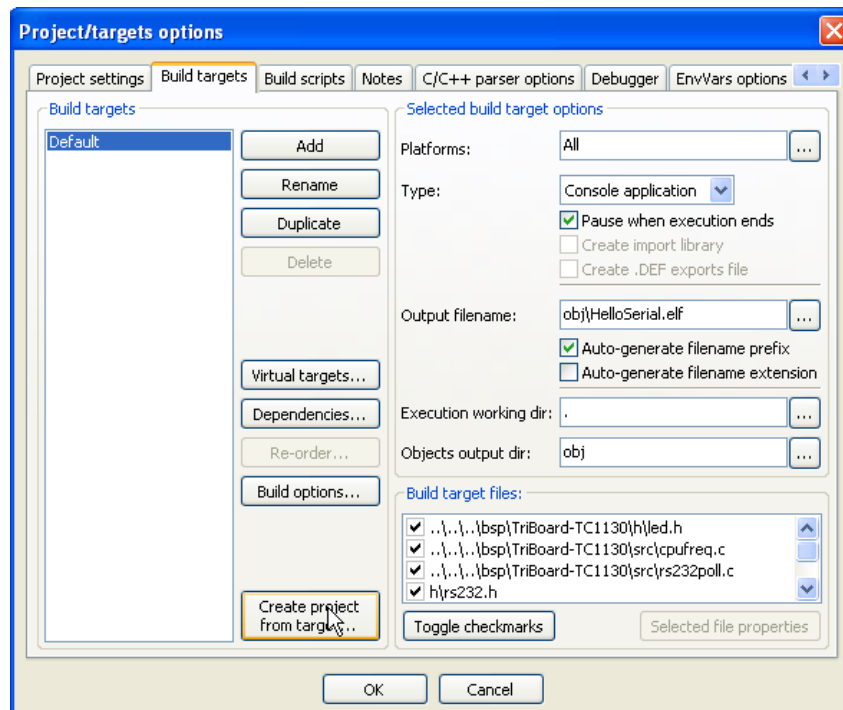 Project/targets options
Project settings
Build targets
Build scripts
Notes
C/C++ parser options
Debugger
EnvVars options
Build targets
Default
Add
Rename
Duplicate
Delete
Virtual targets...
Dependencies...
Re-order...
Build options...
Create project
from target...
Selected build target options
Platforms:
All
...
Type:
Console application
Pause when execution ends
Create import library
Create .DEF exports file
Output filename:
obj\HelloSerial.elf
...
Auto-generate filename prefix
Auto-generate filename extension
Execution working dir:
.
...
Objects output dir:
obj
...
Build target files:
..\..\..\bsp\TriBoard-TC1130\h\led.h
..\..\..\bsp\TriBoard-TC1130\src\cpufreq.c
..\..\..\bsp\TriBoard-TC1130\src\rs232poll.c
h\rs232.h
Toggle checkmarks
Selected file properties
OK
Cancel